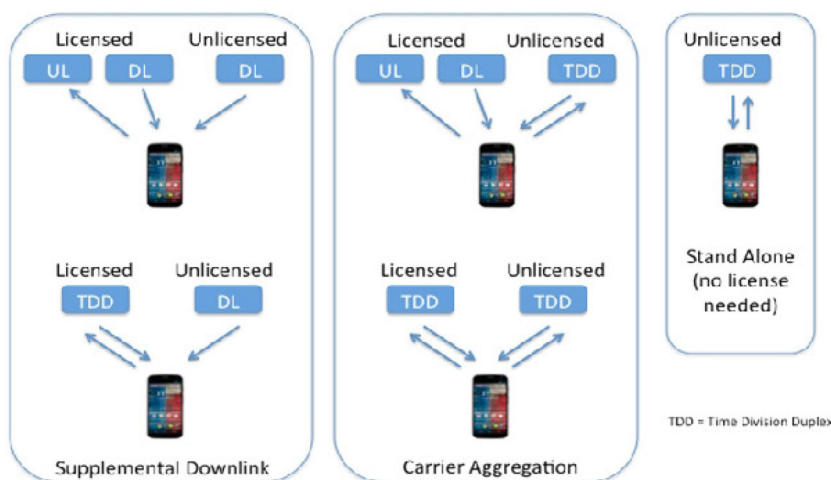 Licensed Unlicensed
UL DL DL
Licensed Unlicensed
TDD DL
Supplemental Downlink
Licensed Unlicensed
UL DL TDD
Licensed Unlicensed
TDD TDD
Carrier Aggregation
Unlicensed
TDD
Stand Alone
(no license
needed)
TDD = Time Division Duplex